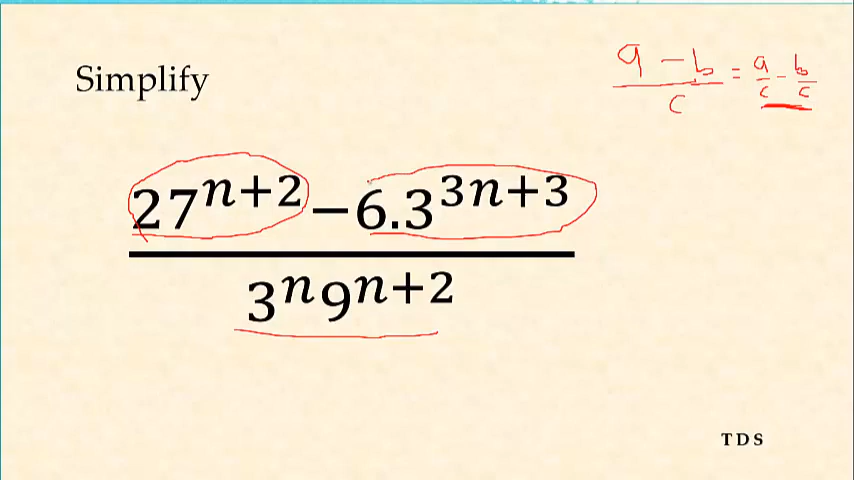 Simplify
a - b / c = a/c - b/c
27^{n+2} - 6.3^{3n+3}
3^n 9^{n+2}
TDS